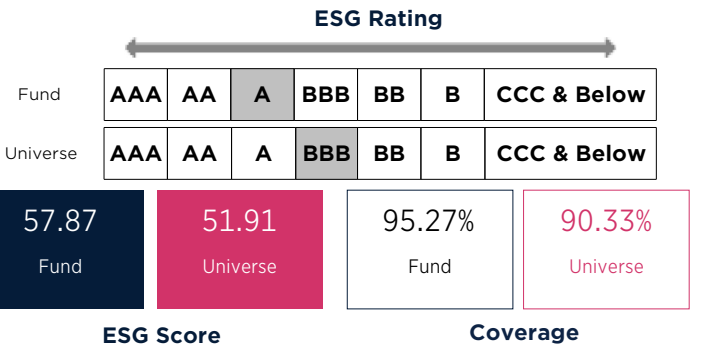 ESG Rating
Fund AAA AA A BBB BB B CCC & Below
Universe AAA AA A BBB BB B CCC & Below
57.87 51.91 95.27% 90.33%
Fund Universe Fund Universe
ESG Score Coverage